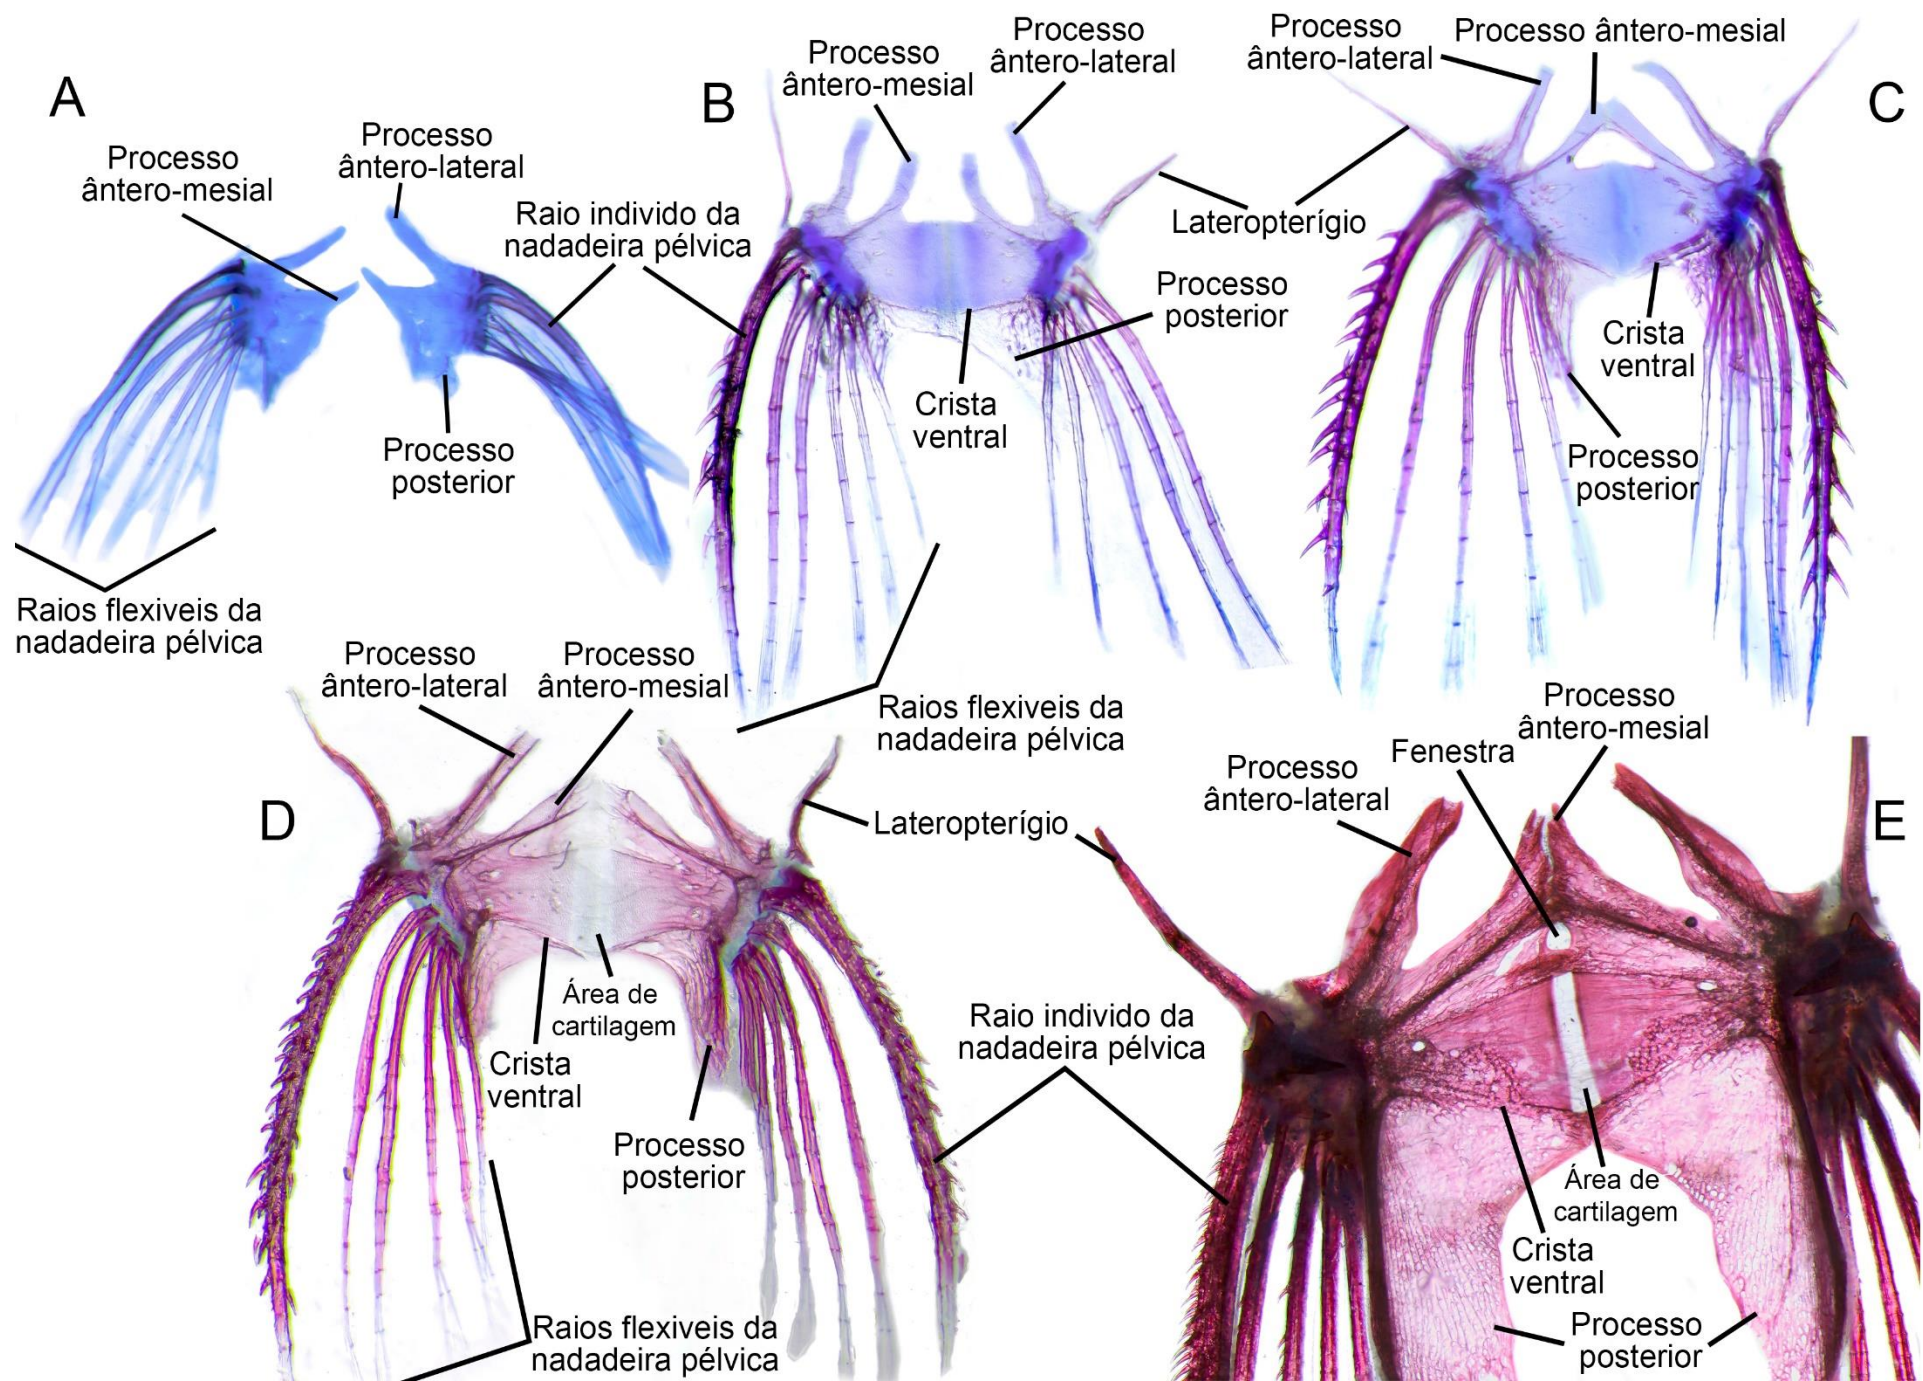 A
Processo
ântero-mesial
Processo
ântero-lateral
Raio individo da
nadadeira pélvica
Processo
posterior
Raios flexiveis da
nadadeira pélvica
B
Processo
ântero-mesial
Processo
ântero-lateral
Lateropterígio
Processo
posterior
Crista
ventral
Raios flexiveis da
nadadeira pélvica
C
Processo
ântero-lateral
Processo ântero-mesial
Crista
ventral
Processo
posterior
D
Processo
ântero-lateral
Processo
ântero-mesial
Lateropterígio
Área de
cartilagem
Crista
ventral
Processo
posterior
Raios flexiveis da
nadadeira pélvica
E
Processo
ântero-mesial
Fenestra
Processo
ântero-lateral
Raio individo da
nadadeira pélvica
Área de
cartilagem
Crista
ventral
Processo
posterior